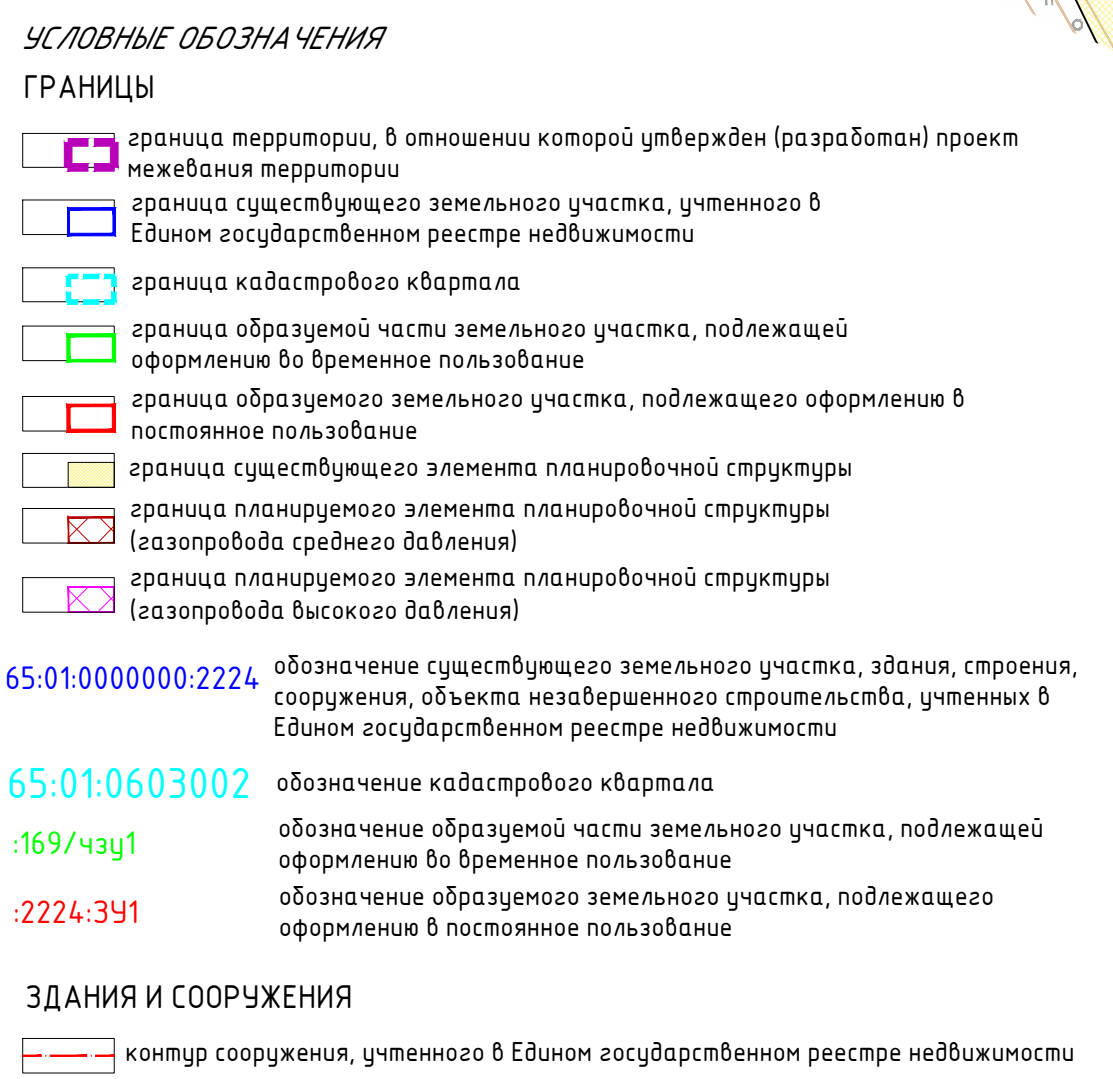 УСЛОВНЫЕ ОБОЗНАЧЕНИЯ
ГРАНИЦЫ
граница территории, в отношении которой утвержден (разработан) проект
межевания территории
граница существующего земельного участка, учтенного в
Едином государственном реестре недвижимости
граница кадастрового квартала
граница образуемой части земельного участка, подлежащей
оформлению во временное пользование
граница образуемого земельного участка, подлежащего оформлению в
постоянное пользование
граница существующего элемента планировочной структуры
граница планируемого элемента планировочной структуры
(газопровода среднего давления)
граница планируемого элемента планировочной структуры
(газопровода высокого давления)
65:01:0000000:2224
обозначение существующего земельного участка, здания, строения,
сооружения, объекта незавершенного строительства, учтенных в
Едином государственном реестре недвижимости
65:01:0603002
обозначение кадастрового квартала
:169/чзу1
обозначение образуемой части земельного участка, подлежащей
оформлению во временное пользование
:2224:ЗУ1
обозначение образуемого земельного участка, подлежащего
оформлению в постоянное пользование
ЗДАНИЯ И СООРУЖЕНИЯ
контур сооружения, учтенного в Едином государственном реестре недвижимости